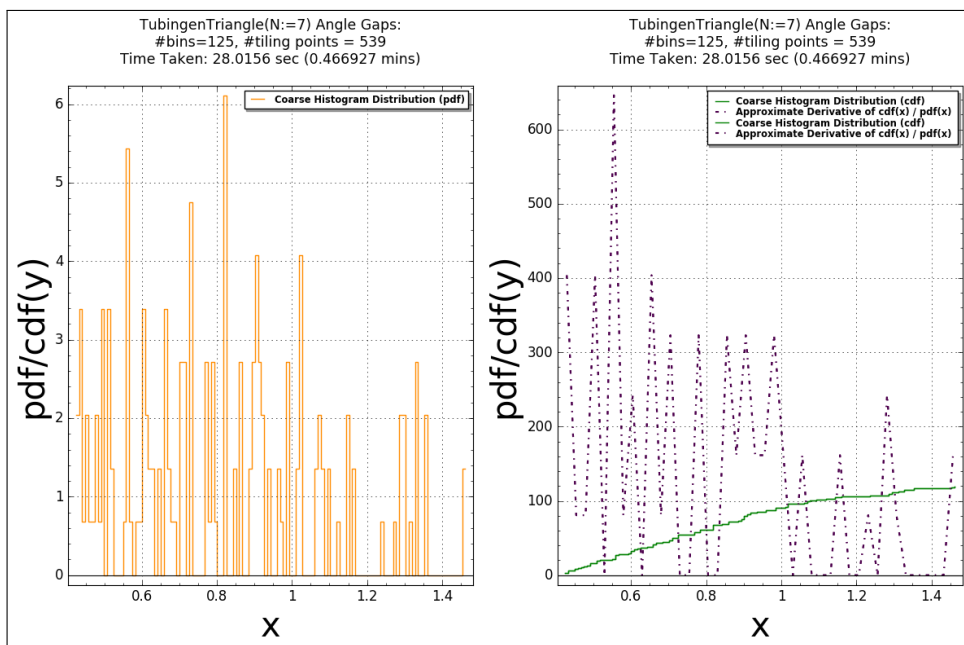 TubingenTriangle(N:=7) Angle Gaps:
#bins=125, #tiling points = 539
Time Taken: 28.0156 sec (0.466927 mins)
Coarse Histogram Distribution (pdf)
pdf/cdf(y)
6
5
4
3
2
1
0
0.6
0.8
1
1.2
1.4
x
TubingenTriangle(N:=7) Angle Gaps:
#bins=125, #tiling points = 539
Time Taken: 28.0156 sec (0.466927 mins)
Coarse Histogram Distribution (cdf)
Approximate Derivative of cdf(x) / pdf(x)
Coarse Histogram Distribution (cdf)
Approximate Derivative of cdf(x) / pdf(x)
pdf/cdf(y)
600
500
400
300
200
100
0
0.6
0.8
1
1.2
1.4
x